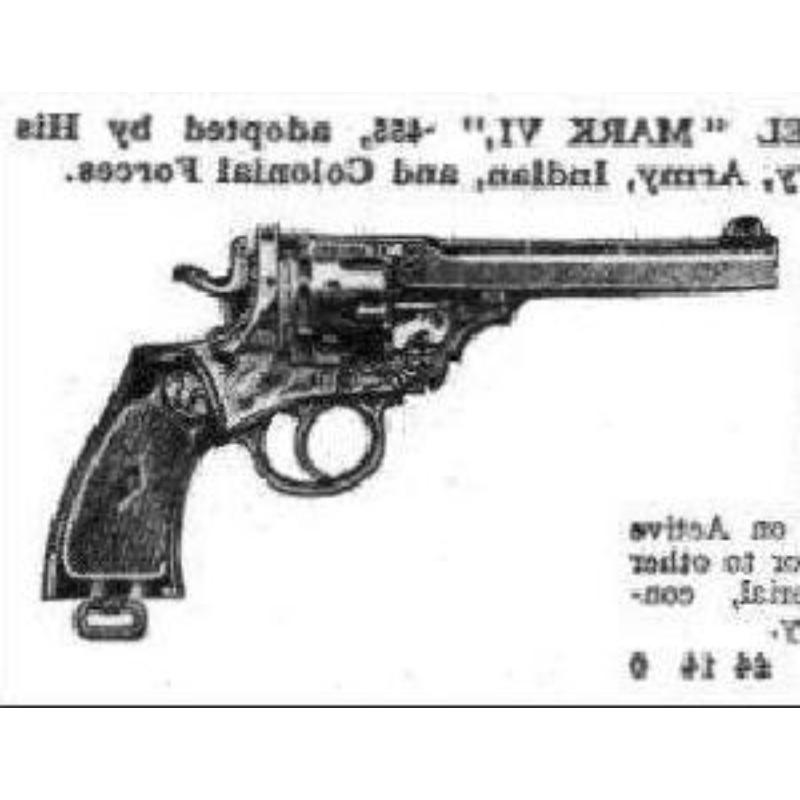 EL “MARK VI,” ·455, adopted by His
y, Army, Indian, and Colonial Forces.
on Active
or to other
erial, con-
y.
£4 14 0